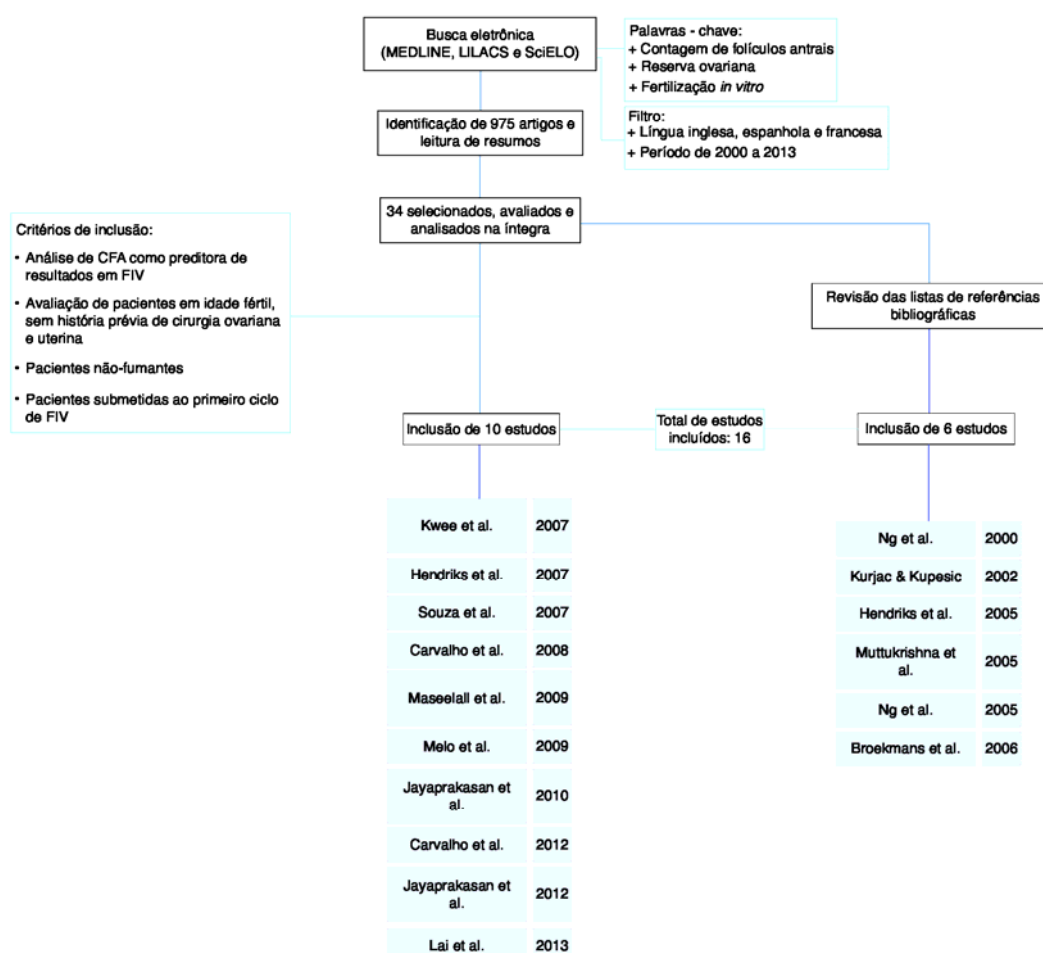 Busca eletrônica
(MEDLINE, LILACS e SciELO)
Palavras - chave:
+ Contagem de folículos antrais
+ Reserva ovariana
+ Fertilização in vitro
Filtro:
+ Língua inglesa, espanhola e francesa
+ Período de 2000 a 2013
Identificação de 975 artigos e
leitura de resumos
34 selecionados, avaliados e
analisados na íntegra
Critérios de inclusão:
• Análise de CFA como preditora de
resultados em FIV
• Avaliação de pacientes em idade fértil,
sem história prévia de cirurgia ovariana
e uterina
• Pacientes não-fumantes
• Pacientes submetidas ao primeiro ciclo
de FIV
Revisão das listas de referências
bibliográficas
Inclusão de 10 estudos
Total de estudos
incluídos: 16
Inclusão de 6 estudos
Kwee et al. 2007
Hendriks et al. 2007
Souza et al. 2007
Carvalho et al. 2008
Maseelall et al. 2009
Melo et al. 2009
Jayaprakasan et
al. 2010
Carvalho et al. 2012
Jayaprakasan et
al. 2012
Lai et al. 2013
Ng et al. 2000
Kurjac & Kupesic 2002
Hendriks et al. 2005
Muttukrishna et
al. 2005
Ng et al. 2005
Broekmans et al. 2006